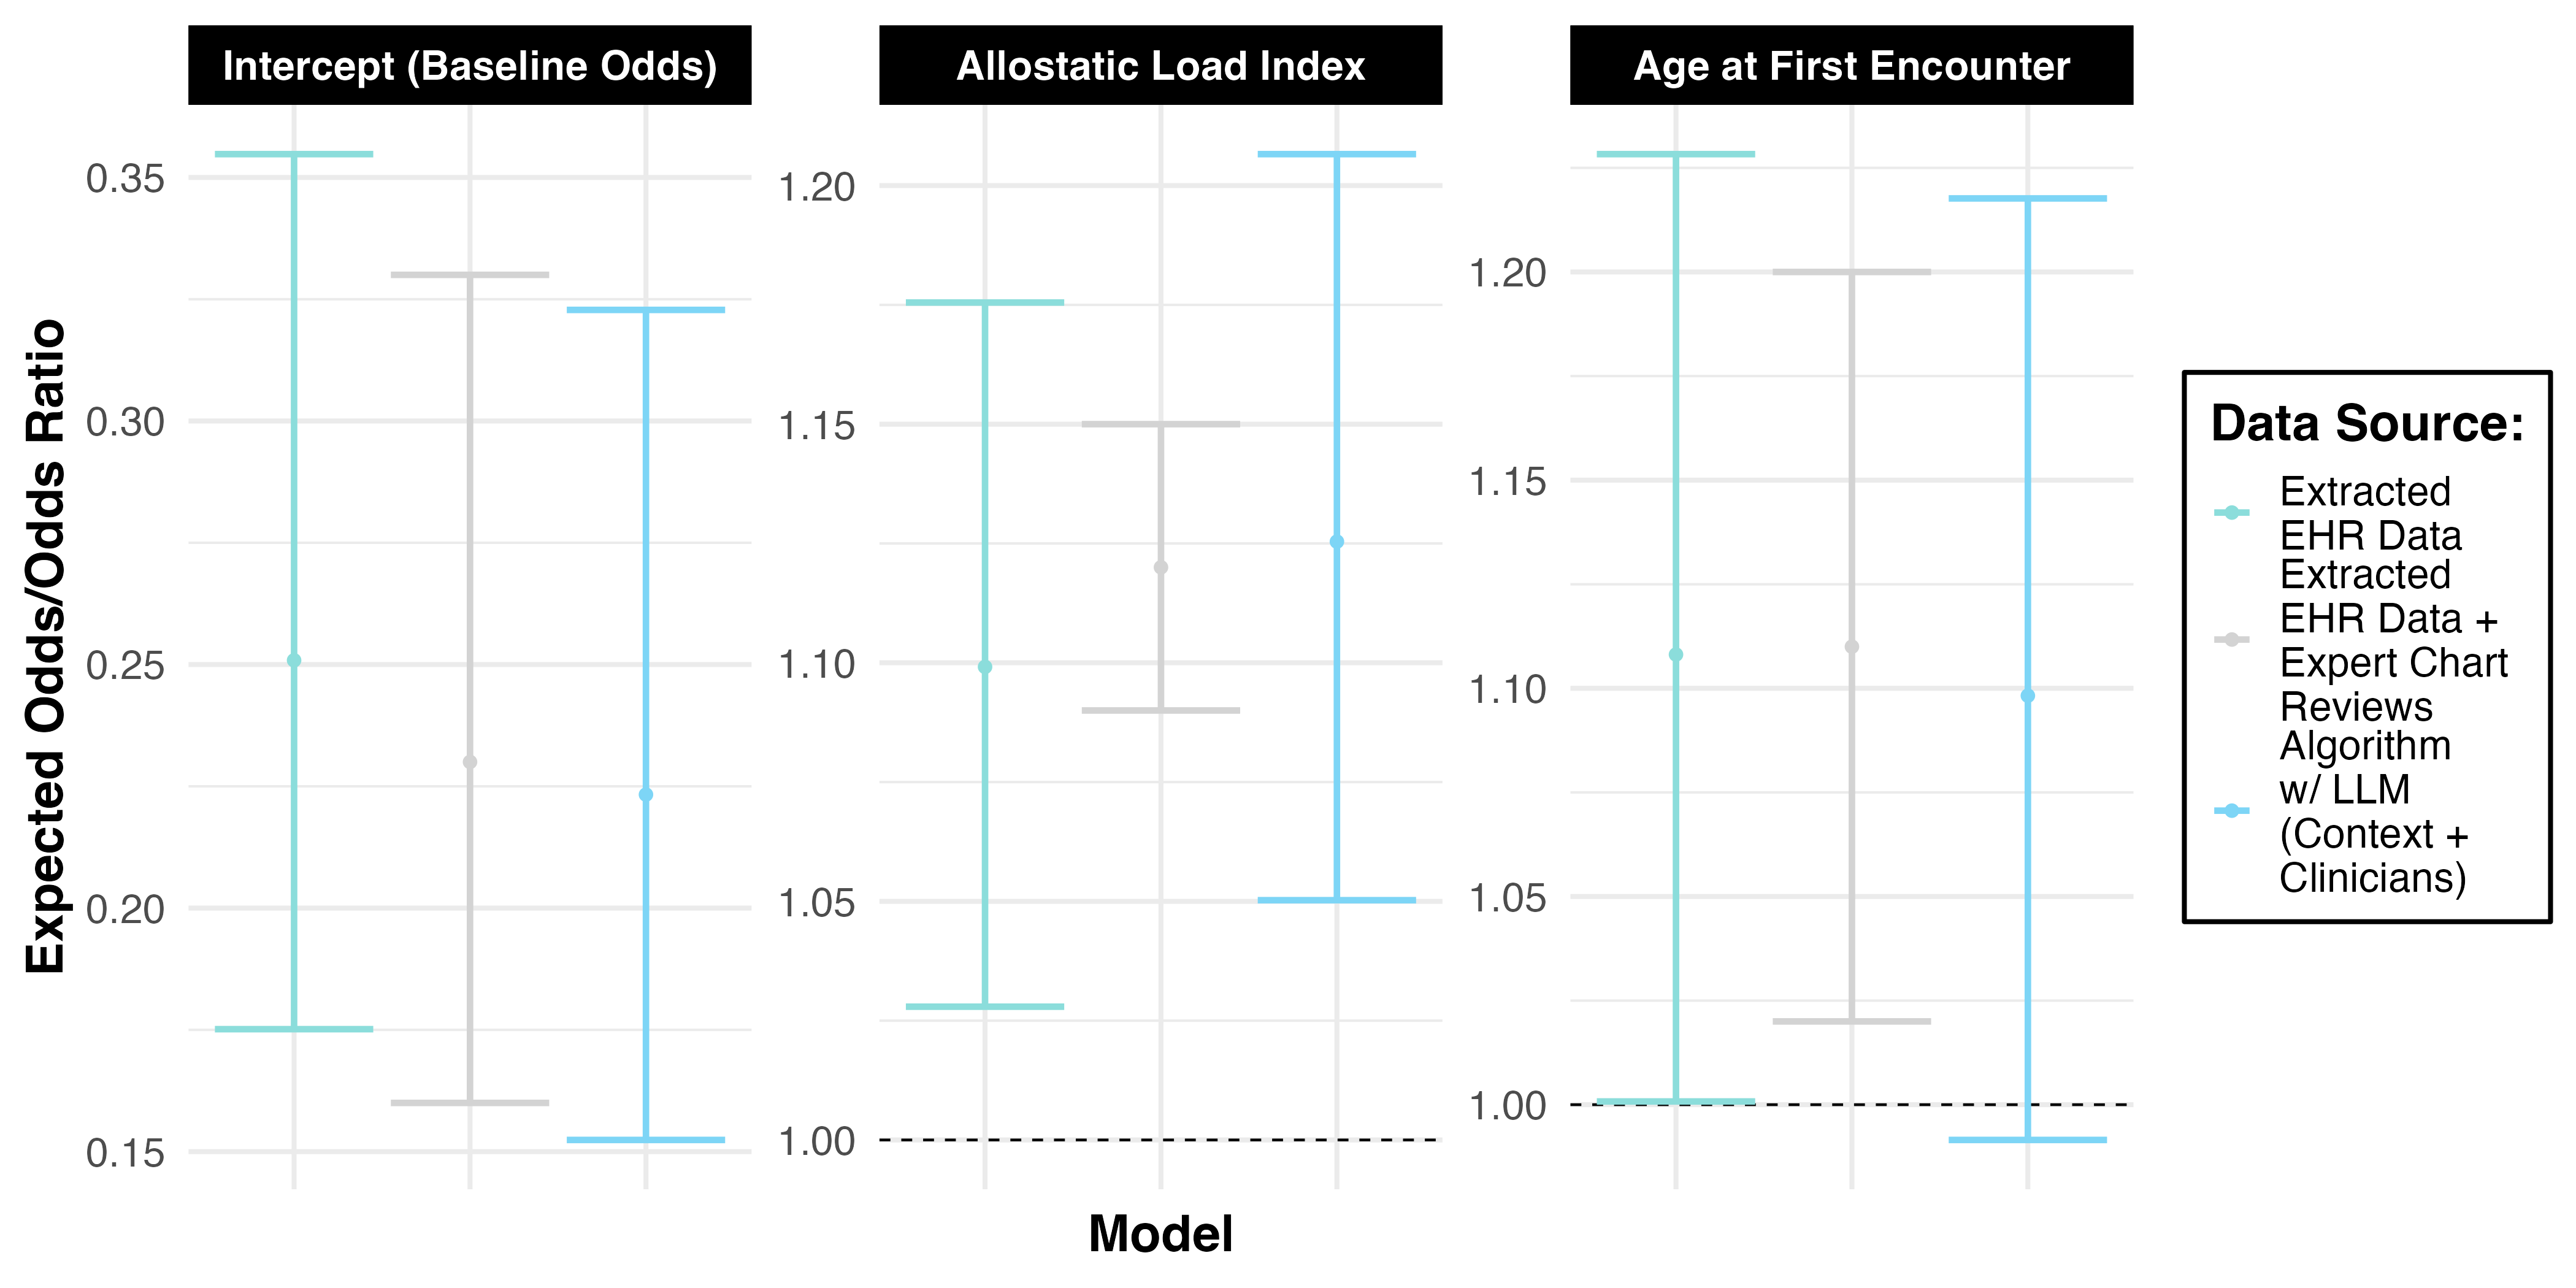 Intercept (Baseline Odds)
Allostatic Load Index
Age at First Encounter
Expected Odds/Odds Ratio
0.35
0.30
0.25
0.20
0.15
1.20
1.15
1.10
1.05
1.00
1.20
1.15
1.10
1.05
1.00
Model
Data Source:
Extracted
EHR Data
Extracted
EHR Data +
Expert Chart
Reviews
Algorithm
w/ LLM
(Context +
Clinicians)